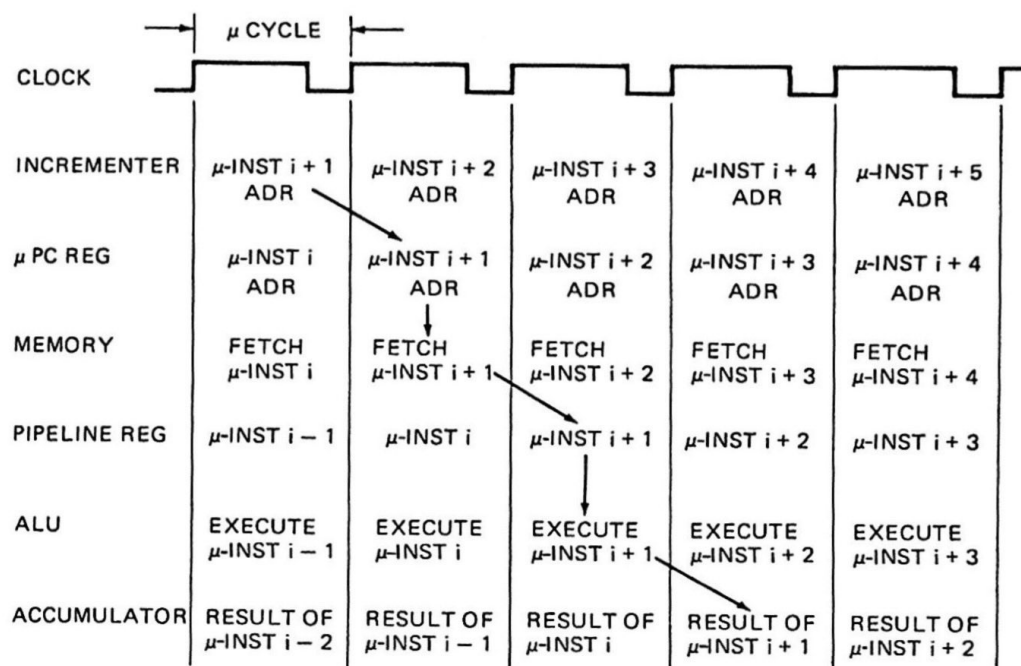 μ CYCLE
CLOCK
INCREMENTER μ-INST i + 1 μ-INST i + 2 μ-INST i + 3 μ-INST i + 4 μ-INST i + 5
ADR ADR ADR ADR ADR
μ PC REG μ-INST i μ-INST i + 1 μ-INST i + 2 μ-INST i + 3 μ-INST i + 4
ADR ADR ADR ADR ADR
MEMORY FETCH FETCH FETCH FETCH FETCH
μ-INST i μ-INST i + 1 μ-INST i + 2 μ-INST i + 3 μ-INST i + 4
PIPELINE REG μ-INST i − 1 μ-INST i μ-INST i + 1 μ-INST i + 2 μ-INST i + 3
ALU EXECUTE EXECUTE EXECUTE EXECUTE EXECUTE
μ-INST i − 1 μ-INST i μ-INST i + 1 μ-INST i + 2 μ-INST i + 3
ACCUMULATOR RESULT OF RESULT OF RESULT OF RESULT OF RESULT OF
μ-INST i − 2 μ-INST i − 1 μ-INST i μ-INST i + 1 μ-INST i + 2